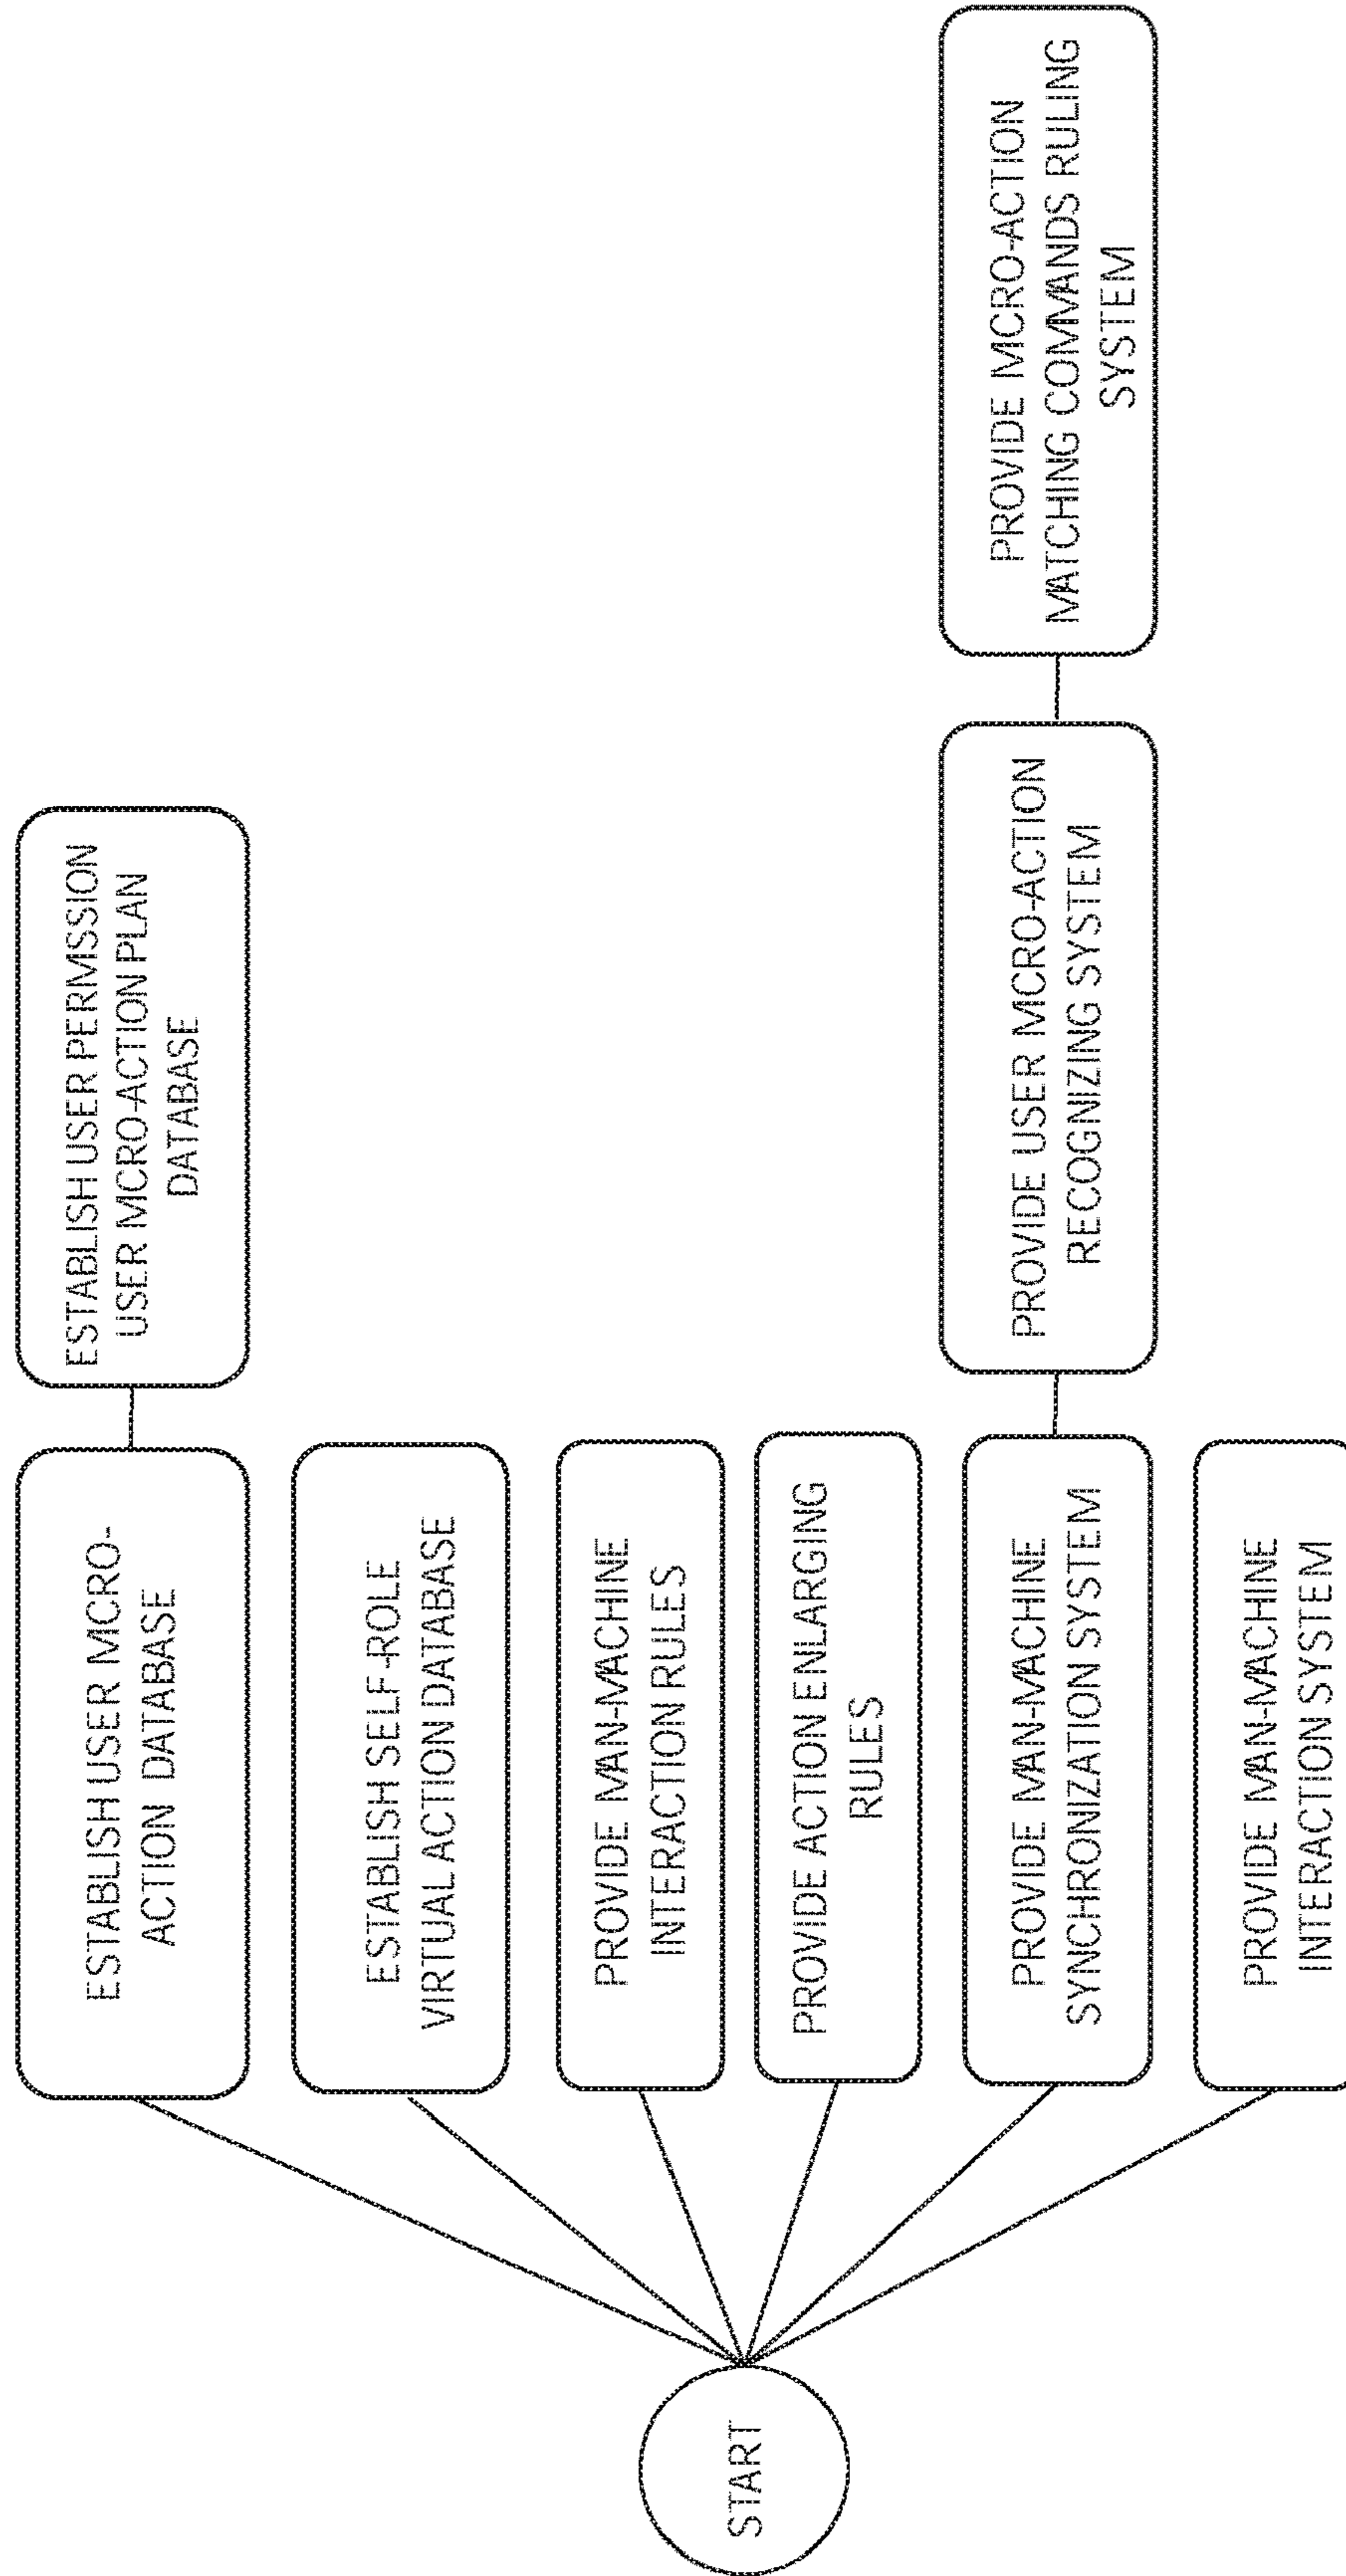 START
ESTABLISH USER MICRO-
ACTION DATABASE
ESTABLISH USER PERMISSION
USER MICRO-ACTION PLAN
DATABASE
ESTABLISH SELF-ROLE
VIRTUAL ACTION DATABASE
PROVIDE MAN-MACHINE
INTERACTION RULES
PROVIDE ACTION ENLARGING
RULES
PROVIDE MAN-MACHINE
SYNCHRONIZATION SYSTEM
PROVIDE USER MICRO-ACTION
RECOGNIZING SYSTEM
PROVIDE MICRO-ACTION
MATCHING COMMANDS RULING
SYSTEM
PROVIDE MAN-MACHINE
INTERACTION SYSTEM